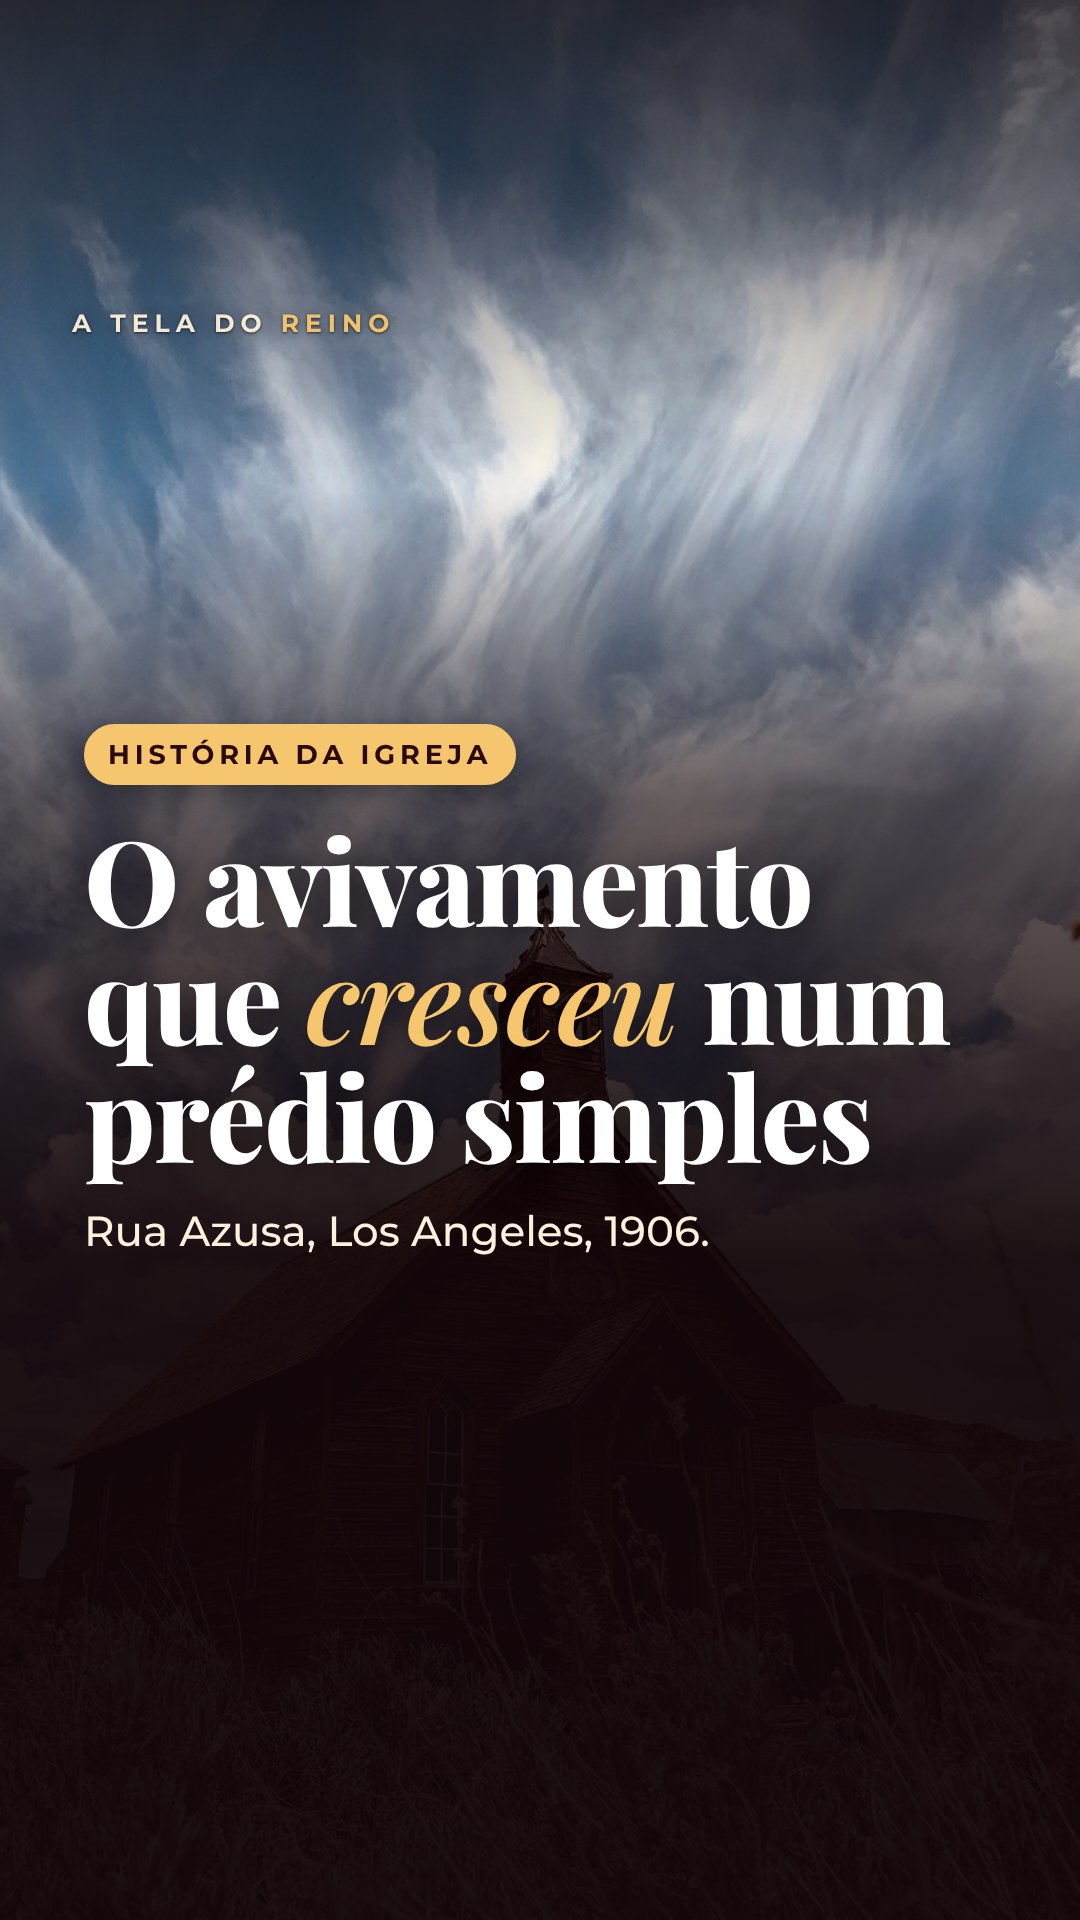 A TELA DO REINO
HISTÓRIA DA IGREJA
O avivamento
que cresceu num
prédio simples
Rua Azusa, Los Angeles, 1906.